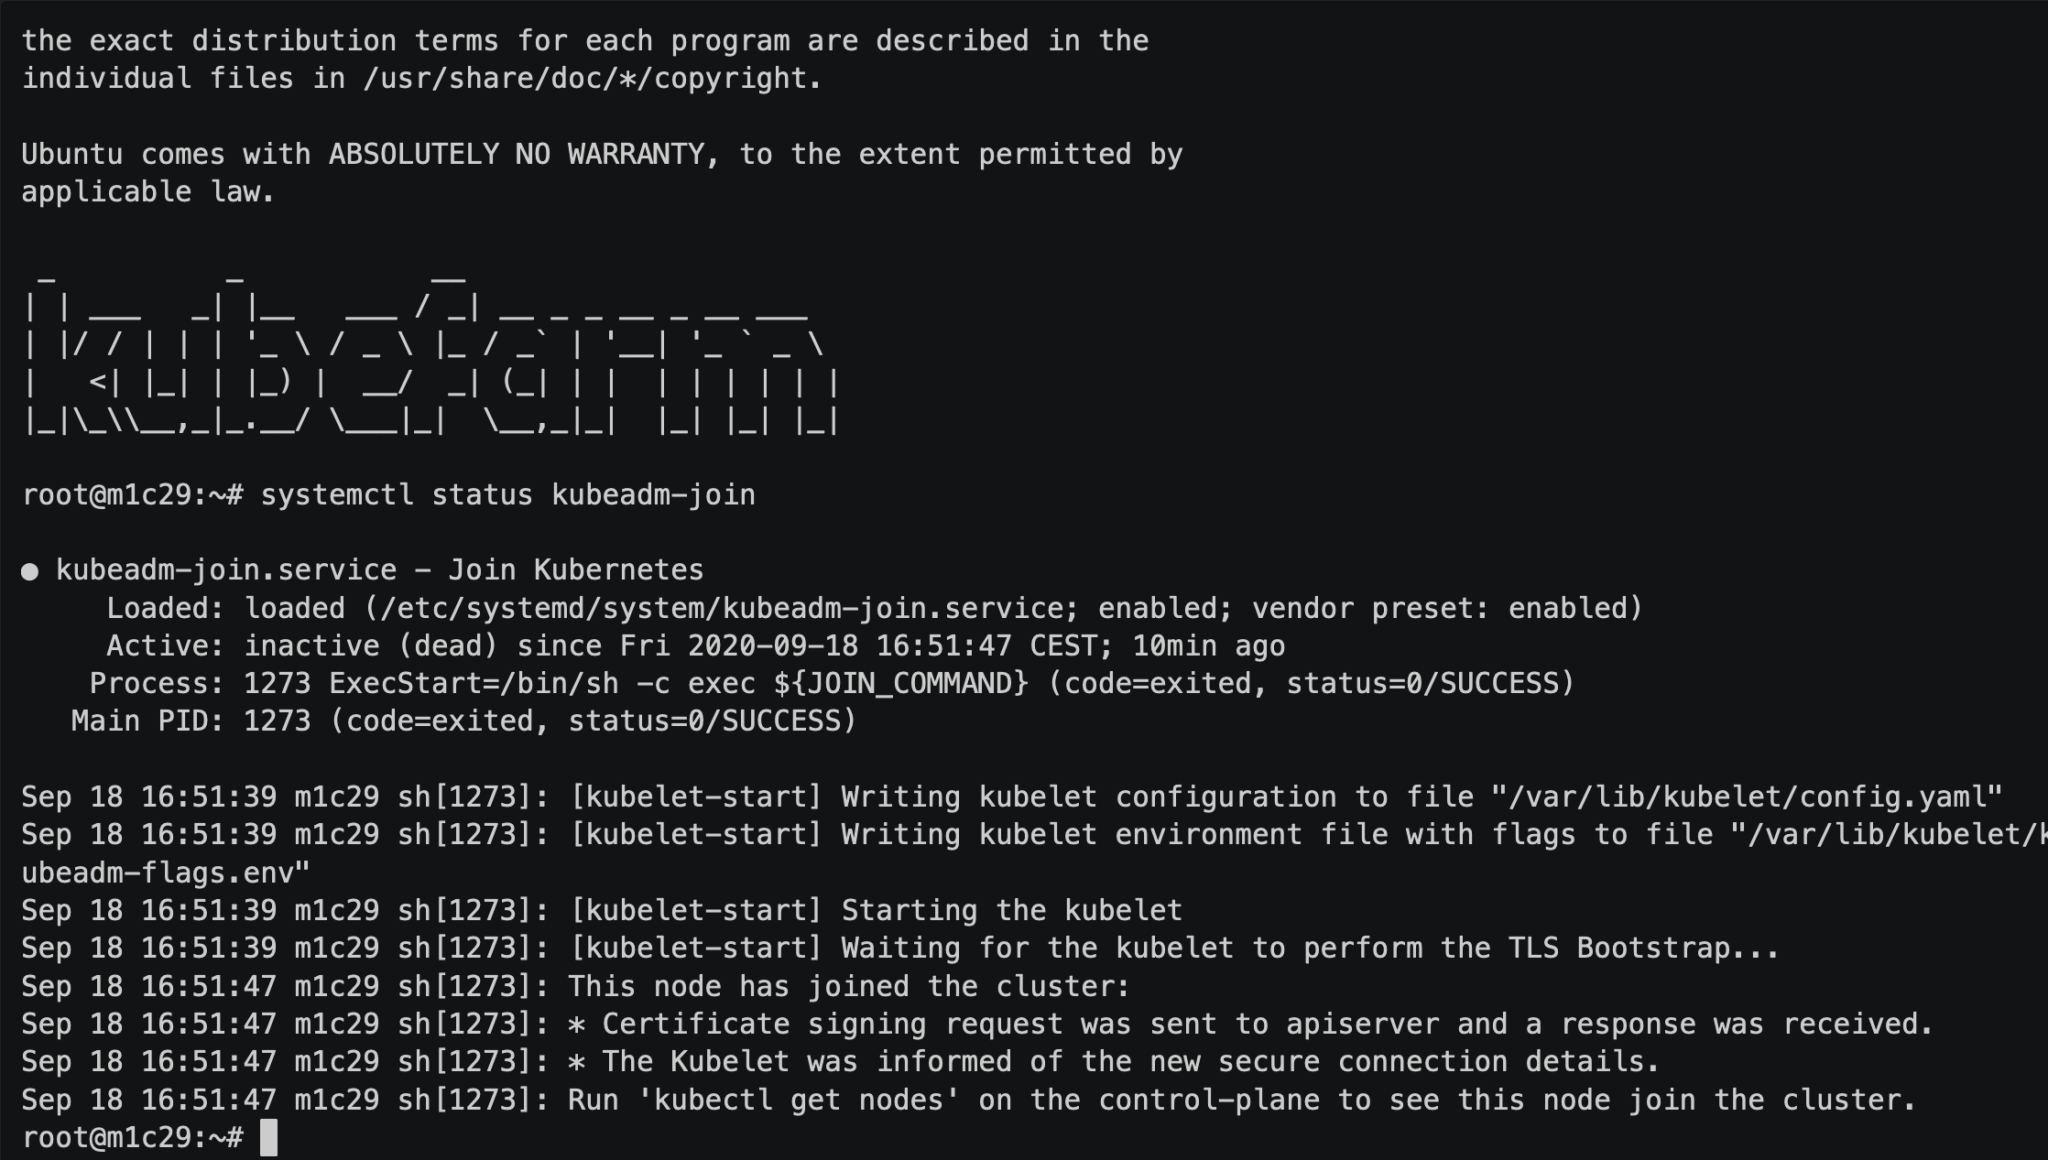 the exact distribution terms for each program are described in the
individual files in /usr/share/doc/*/copyright.

Ubuntu comes with ABSOLUTELY NO WARRANTY, to the extent permitted by
applicable law.

kubefarm

root@m1c29:~# systemctl status kubeadm-join

● kubeadm-join.service - Join Kubernetes
     Loaded: loaded (/etc/systemd/system/kubeadm-join.service; enabled; vendor preset: enabled)
     Active: inactive (dead) since Fri 2020-09-18 16:51:47 CEST; 10min ago
    Process: 1273 ExecStart=/bin/sh -c exec ${JOIN_COMMAND} (code=exited, status=0/SUCCESS)
   Main PID: 1273 (code=exited, status=0/SUCCESS)

Sep 18 16:51:39 m1c29 sh[1273]: [kubelet-start] Writing kubelet configuration to file "/var/lib/kubelet/config.yaml"
Sep 18 16:51:39 m1c29 sh[1273]: [kubelet-start] Writing kubelet environment file with flags to file "/var/lib/kubelet/k
ubeadm-flags.env"
Sep 18 16:51:39 m1c29 sh[1273]: [kubelet-start] Starting the kubelet
Sep 18 16:51:39 m1c29 sh[1273]: [kubelet-start] Waiting for the kubelet to perform the TLS Bootstrap...
Sep 18 16:51:47 m1c29 sh[1273]: This node has joined the cluster:
Sep 18 16:51:47 m1c29 sh[1273]: * Certificate signing request was sent to apiserver and a response was received.
Sep 18 16:51:47 m1c29 sh[1273]: * The Kubelet was informed of the new secure connection details.
Sep 18 16:51:47 m1c29 sh[1273]: Run 'kubectl get nodes' on the control-plane to see this node join the cluster.
root@m1c29:~#